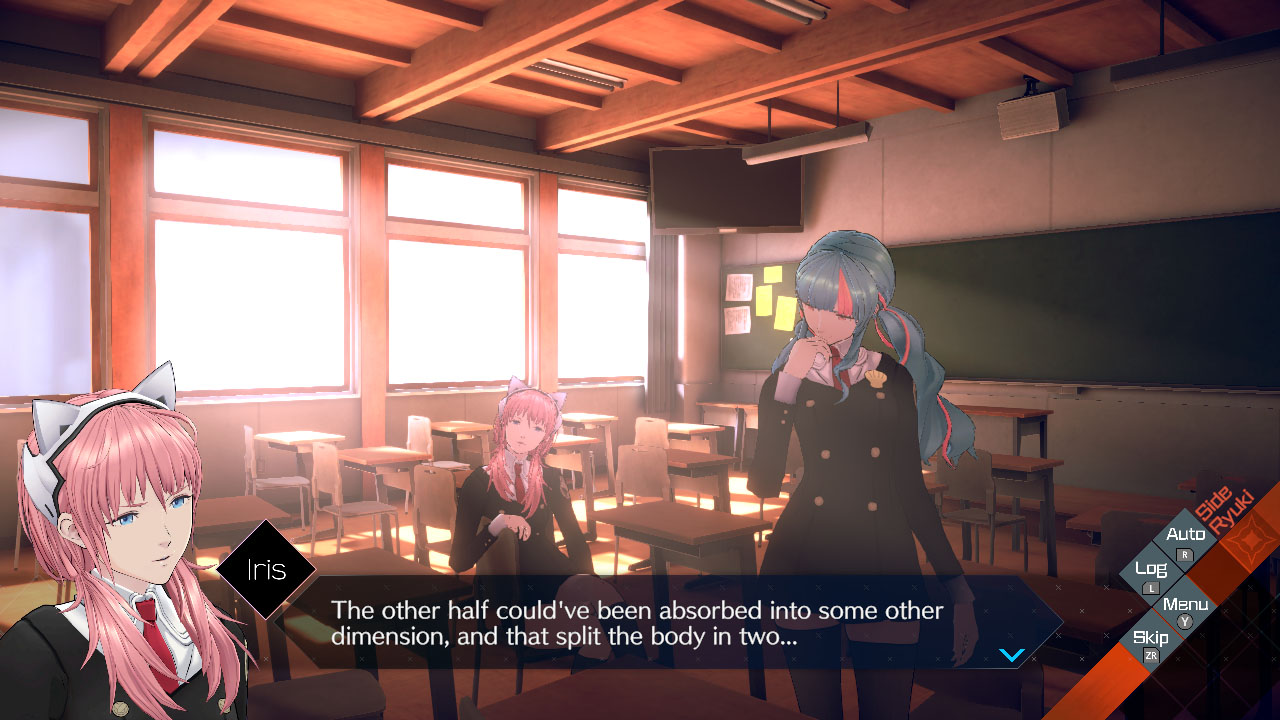 Iris
The other half could've been absorbed into some other
dimension, and that split the body in two...
Side
Ryuki
Auto
R
Log
L
Menu
Y
Skip
ZR